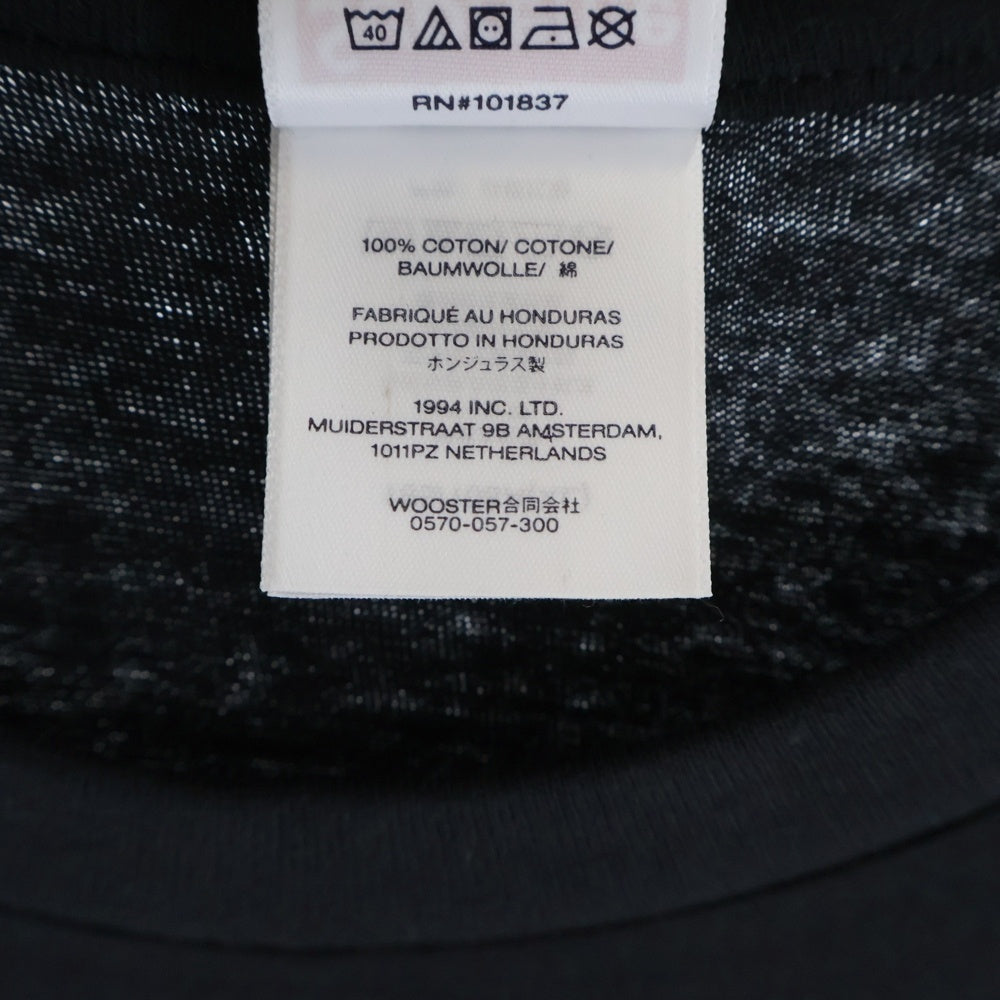 40
RN#101837
100% COTON/ COTONE/
BAUMWOLLE/ 綿
FABRIQUÉ AU HONDURAS
PRODOTTO IN HONDURAS
ホンジュラス製
1994 INC. LTD.
MUIDERSTRAAT 9B AMSTERDAM,
1011PZ NETHERLANDS
WOOSTER合同会社
0570-057-300